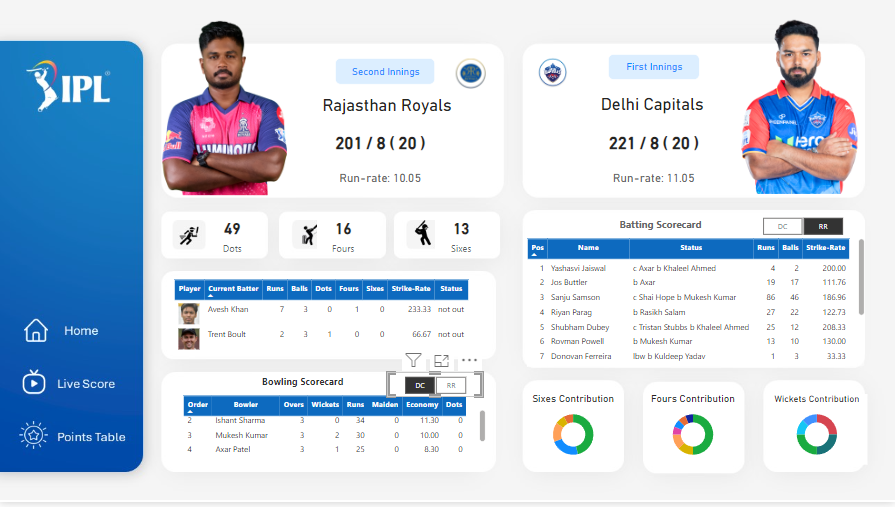 IPL
Home
Live Score
Points Table
Second Innings
Rajasthan Royals
201 / 8 ( 20 )
Run-rate: 10.05
First Innings
Delhi Capitals
221 / 8 ( 20 )
Run-rate: 11.05
49
Dots
16
Fours
13
Sixes
Player Current Batter Runs Balls Dots Fours Sixes Strike-Rate Status
Avesh Khan 7 3 0 1 0 233.33 not out
Trent Boult 2 3 1 0 0 66.67 not out
Bowling Scorecard
DC RR
Order Bowler Overs Wickets Runs Maiden Economy Dots
2 Ishant Sharma 3 0 34 0 11.30 0
3 Mukesh Kumar 3 2 30 0 10.00 0
4 Axar Patel 3 1 25 0 8.30 0
Batting Scorecard
DC RR
Pos Name Status Runs Balls Strike-Rate
1 Yashasvi Jaiswal c Axar b Khaleel Ahmed 4 2 200.00
2 Jos Buttler b Axar 19 17 111.76
3 Sanju Samson c Shai Hope b Mukesh Kumar 86 46 186.96
4 Riyan Parag b Rasikh Salam 27 22 122.73
5 Shubham Dubey c Tristan Stubbs b Khaleel Ahmed 25 12 208.33
6 Rovman Powell b Mukesh Kumar 13 10 130.00
7 Donovan Ferreira lbw b Kuldeep Yadav 1 3 33.33
Sixes Contribution
Fours Contribution
Wickets Contribution